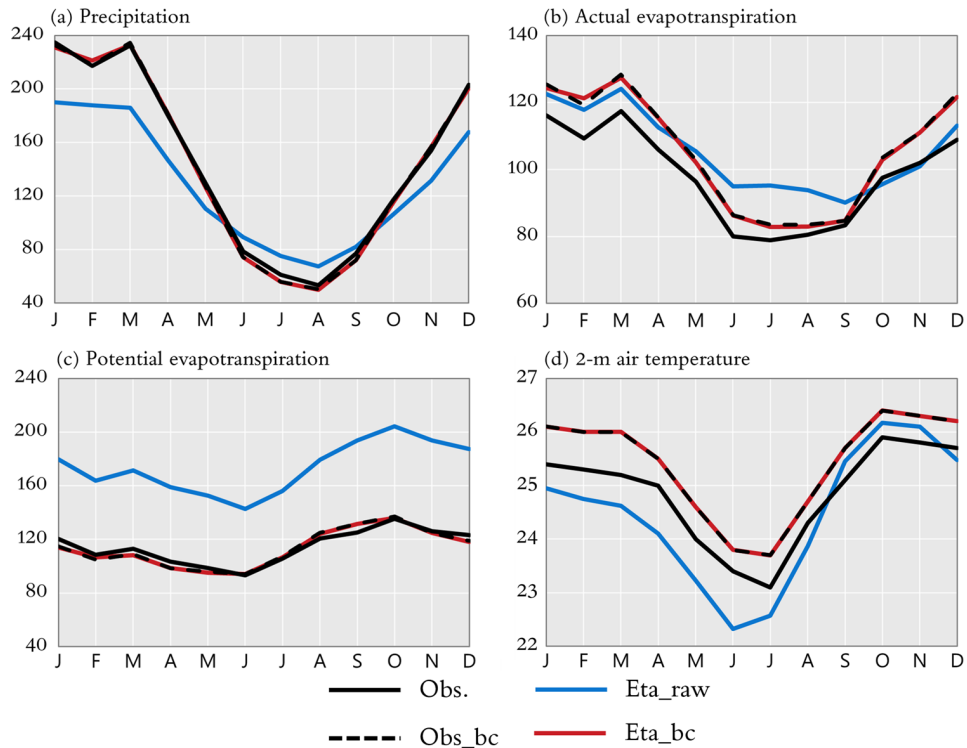 (a) Precipitation
240
200
160
120
80
40
J F M A M J J A S O N D
(b) Actual evapotranspiration
140
120
100
80
60
J F M A M J J A S O N D
(c) Potential evapotranspiration
240
200
160
120
80
40
J F M A M J J A S O N D
(d) 2-m air temperature
27
26
25
24
23
22
J F M A M J J A S O N D
Obs.
Eta_raw
Obs_bc
Eta_bc